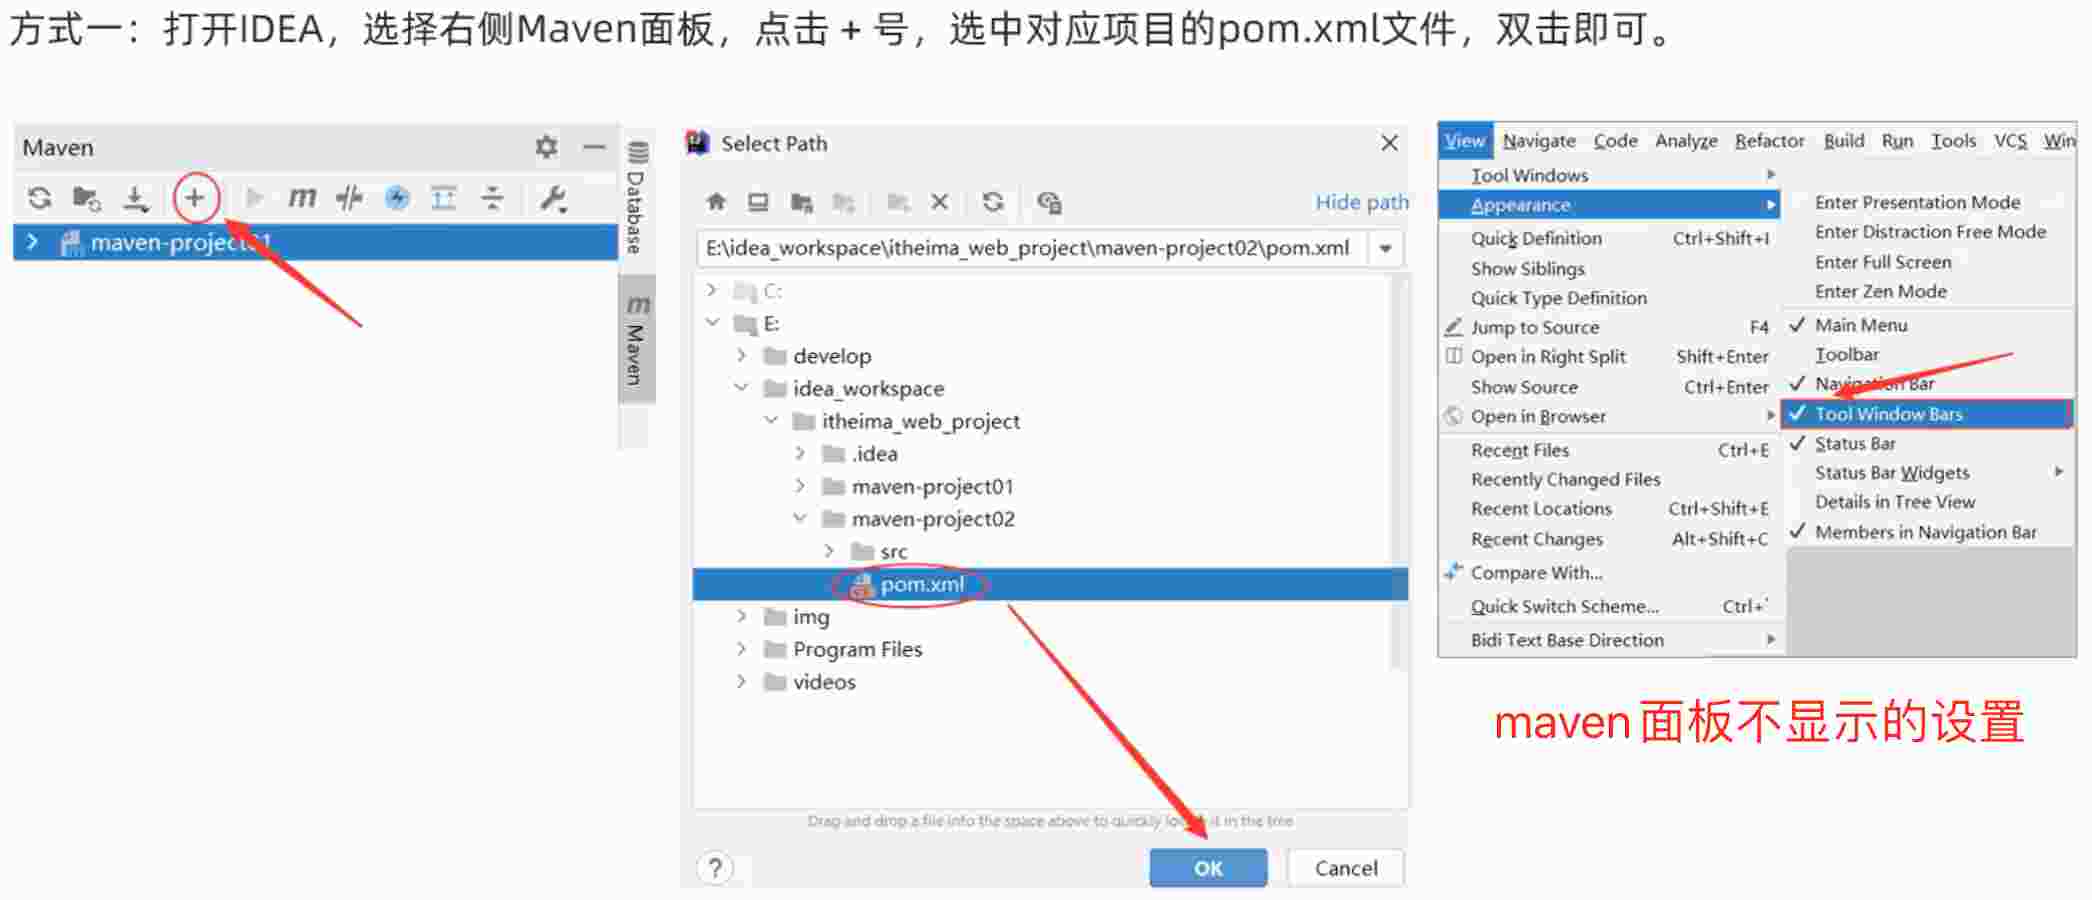 方式一：打开IDEA，选择右侧Maven面板，点击 + 号，选中对应项目的pom.xml文件，双击即可。
Maven
maven-project01
Database
m Maven
Select Path
Hide path
E:\idea_workspace\itheima_web_project\maven-project02\pom.xml
C:
E:
develop
idea_workspace
itheima_web_project
.idea
maven-project01
maven-project02
src
pom.xml
img
Program Files
videos
Drag and drop a file into the space above to quickly locate it in the tree
?
OK
Cancel
View Navigate Code Analyze Refactor Build Run Tools VCS Win
Tool Windows
Appearance
Quick Definition Ctrl+Shift+I
Show Siblings
Quick Type Definition
Jump to Source F4
Open in Right Split Shift+Enter
Show Source Ctrl+Enter
Open in Browser
Recent Files Ctrl+E
Recently Changed Files
Recent Locations Ctrl+Shift+E
Recent Changes Alt+Shift+C
Compare With...
Quick Switch Scheme... Ctrl+`
Bidi Text Base Direction
Enter Presentation Mode
Enter Distraction Free Mode
Enter Full Screen
Enter Zen Mode
Main Menu
Toolbar
Navigation Bar
Tool Window Bars
Status Bar
Status Bar Widgets
Details in Tree View
Members in Navigation Bar
maven 面板不显示的设置